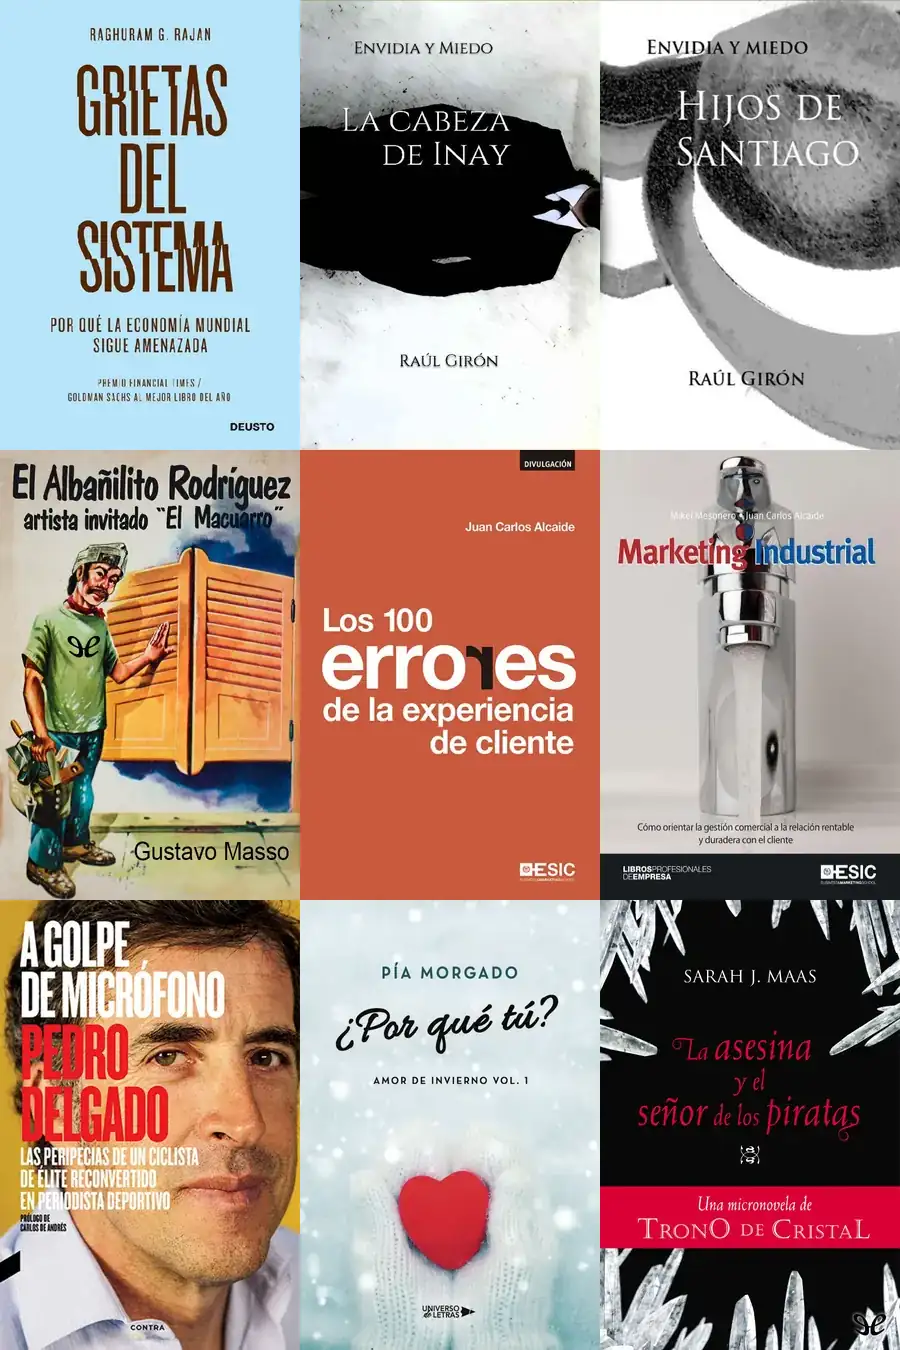 RAGHURAM G. RAJAN
GRIETAS
DEL
SISTEMA
POR QUÉ LA ECONOMÍA MUNDIAL
SIGUE AMENAZADA
PREMIO FINANCIAL TIMES /
GOLDMAN SACHS AL MEJOR LIBRO DEL AÑO
DEUSTO
ENVIDIA Y MIEDO
LA CABEZA
DE INAY
RAÚL GIRÓN
ENVIDIA Y MIEDO
HIJOS DE
SANTIAGO
RAÚL GIRÓN
El Albañilito Rodríguez
artista invitado "El Macuarro"
Gustavo Masso
DIVULGACIÓN
Juan Carlos Alcaide
Los 100
errores
de la experiencia
de cliente
ESIC
BUSINESS&MARKETINGSCHOOL
Mikel Mesonero • Juan Carlos Alcaide
Marketing Industrial
Cómo orientar la gestión comercial a la relación rentable
y duradera con el cliente
LIBROSPROFESIONALES
DEEMPRESA
ESIC
BUSINESS&MARKETINGSCHOOL
A GOLPE
DE MICRÓFONO
PEDRO
DELGADO
LAS PERIPECIAS DE UN CICLISTA
DE ÉLITE RECONVERTIDO
EN PERIODISTA DEPORTIVO
PRÓLOGO DE
CARLOS DE ANDRÉS
CONTRA
PÍA MORGADO
¿Por qué tú?
AMOR DE INVIERNO VOL. 1
UNIVERSO
de LETRAS
SARAH J. MAAS
La asesina
y el
señor de los piratas
Una micronovela de
TRONO DE CRISTAL